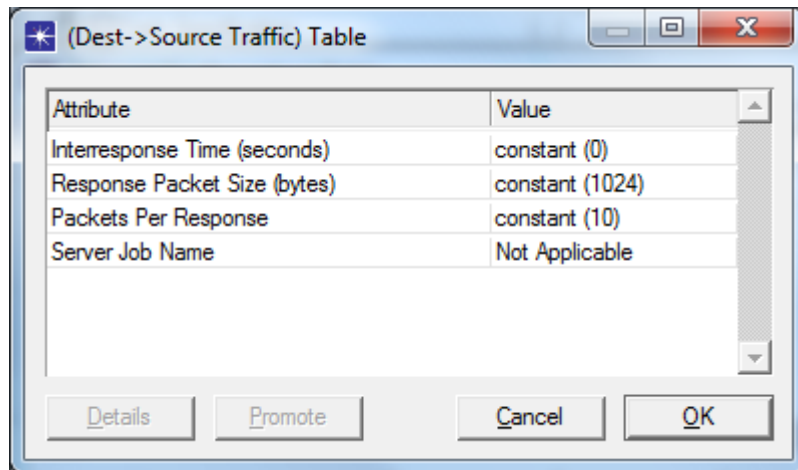 (Dest->Source Traffic) Table
Attribute Value
Interresponse Time (seconds) constant (0)
Response Packet Size (bytes) constant (1024)
Packets Per Response constant (10)
Server Job Name Not Applicable
Details Promote Cancel OK